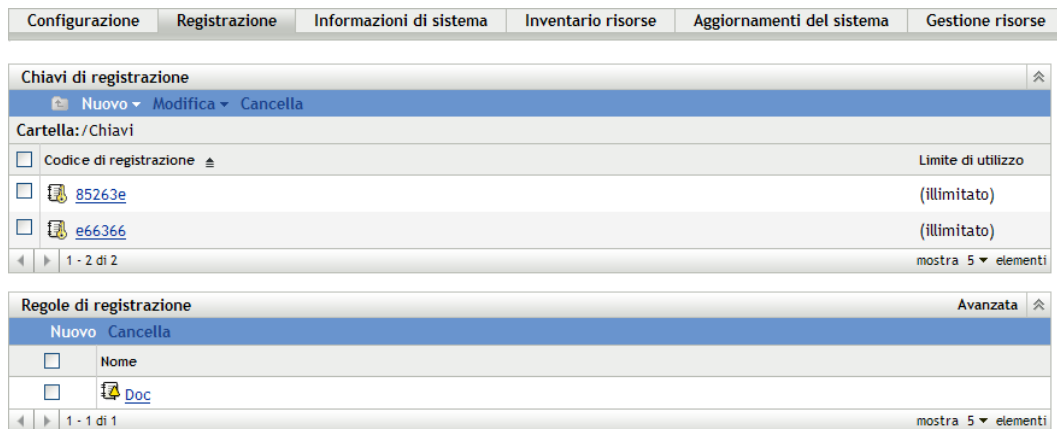 Configurazione Registrazione Informazioni di sistema Inventario risorse Aggiornamenti del sistema Gestione risorse
Chiavi di registrazione
Nuovo Modifica Cancella
Cartella:/Chiavi
Codice di registrazione Limite di utilizzo
85263e (illimitato)
e66366 (illimitato)
1 - 2 di 2 mostra 5 elementi
Regole di registrazione Avanzata
Nuovo Cancella
Nome
Doc
1 - 1 di 1 mostra 5 elementi